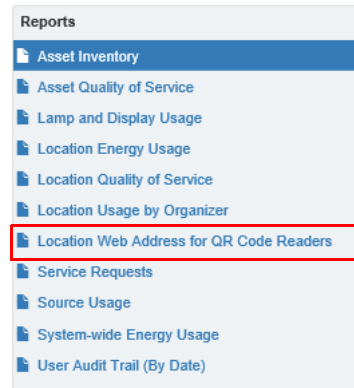 Reports
Asset Inventory
Asset Quality of Service
Lamp and Display Usage
Location Energy Usage
Location Quality of Service
Location Usage by Organizer
Location Web Address for QR Code Readers
Service Requests
Source Usage
System-wide Energy Usage
User Audit Trail (By Date)